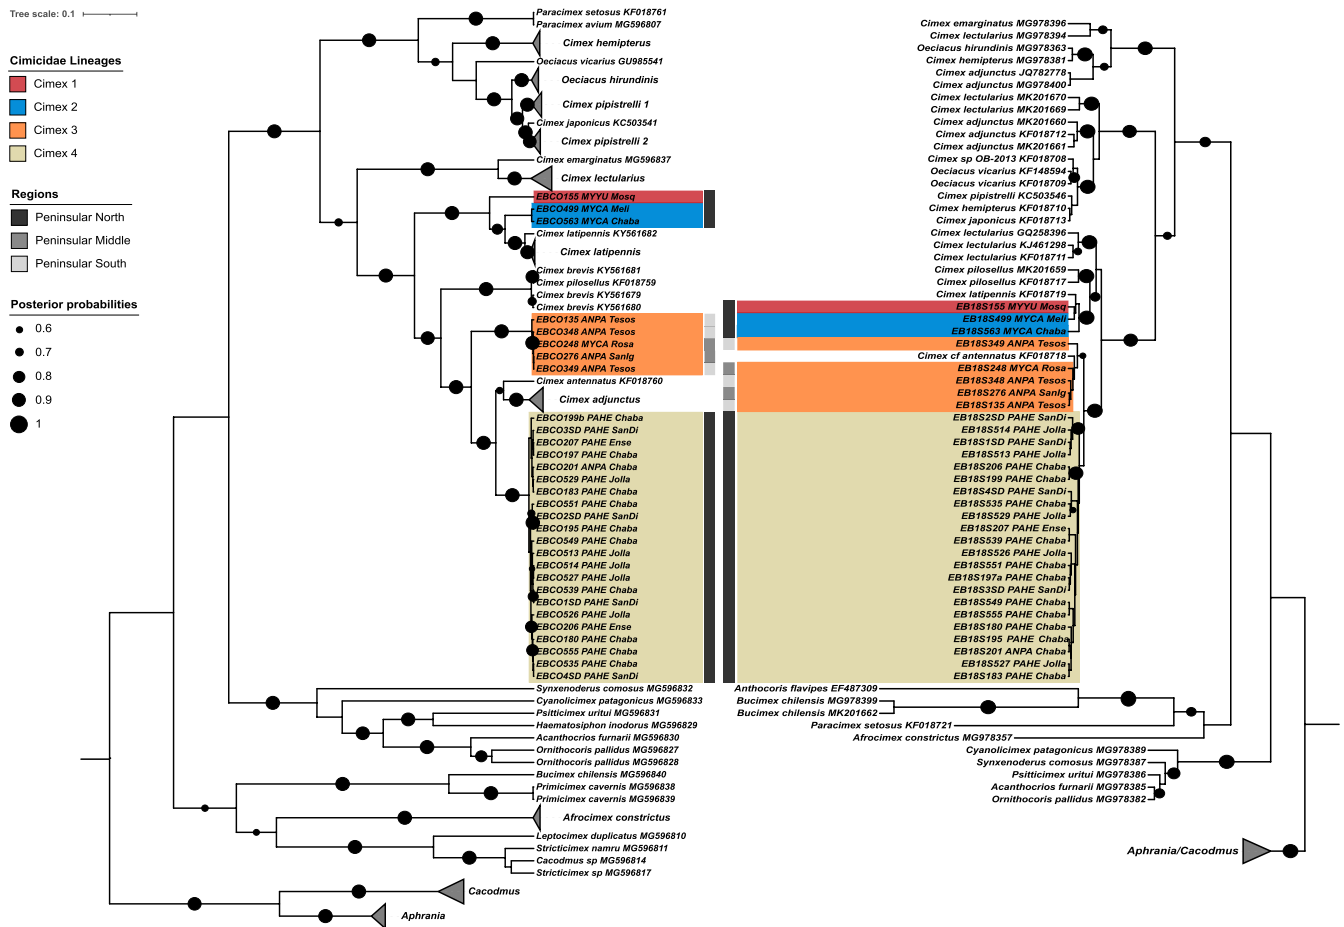 Tree scale: 0.1
Cimicidae Lineages
Cimex 1
Cimex 2
Cimex 3
Cimex 4
Regions
Peninsular North
Peninsular Middle
Peninsular South
Posterior probabilities
0.6
0.7
0.8
0.9
1
Paracimex setosus KF018761
Paracimex avium MG596807
Cimex hemipterus
Oeciacus vicarius GU985541
Oeciacus hirundinis
Cimex pipistrelli 1
Cimex japonicus KC503541
Cimex pipistrelli 2
Cimex emarginatus MG596837
Cimex lectularius
EBCO155 MYYU Mosq
EBCO499 MYCA Meli
EBCO563 MYCA Chaba
Cimex latipennis KY561682
Cimex latipennis
Cimex brevis KY561681
Cimex pilosellus KF018759
Cimex brevis KY561679
Cimex brevis KY561680
EBCO135 ANPA Tesos
EBCO348 ANPA Tesos
EBCO248 MYCA Rosa
EBCO276 ANPA SanIg
EBCO349 ANPA Tesos
Cimex antennatus KF018760
Cimex adjunctus
EBCO199b PAHE Chaba
EBCO3SD PAHE SanDi
EBCO207 PAHE Ense
EBCO197 PAHE Chaba
EBCO201 ANPA Chaba
EBCO529 PAHE Jolla
EBCO183 PAHE Chaba
EBCO551 PAHE Chaba
EBCO2SD PAHE SanDi
EBCO195 PAHE Chaba
EBCO549 PAHE Chaba
EBCO513 PAHE Jolla
EBCO514 PAHE Jolla
EBCO527 PAHE Jolla
EBCO539 PAHE Chaba
EBCO1SD PAHE SanDi
EBCO526 PAHE Jolla
EBCO206 PAHE Ense
EBCO180 PAHE Chaba
EBCO555 PAHE Chaba
EBCO535 PAHE Chaba
EBCO4SD PAHE SanDi
Synxenoderus comosus MG596832
Cyanolicimex patagonicus MG596833
Psitticimex uritui MG596831
Haematosiphon inodorus MG596829
Acanthocrios furnarii MG596830
Ornithocoris pallidus MG596827
Ornithocoris pallidus MG596828
Bucimex chilensis MG596840
Primicimex cavernis MG596838
Primicimex cavernis MG596839
Afrocimex constrictus
Leptocimex duplicatus MG596810
Stricticimex namru MG596811
Cacodmus sp MG596814
Stricticimex sp MG596817
Cacodmus
Aphrania
Cimex emarginatus MG978396
Cimex lectularius MG978394
Oeciacus hirundinis MG978363
Cimex hemipterus MG978381
Cimex adjunctus JQ782778
Cimex adjunctus MG978400
Cimex lectularius MK201670
Cimex lectularius MK201669
Cimex adjunctus MK201660
Cimex adjunctus KF018712
Cimex adjunctus MK201661
Cimex sp OB-2013 KF018708
Oeciacus vicarius KF148594
Oeciacus vicarius KF018709
Cimex pipistrelli KC503546
Cimex hemipterus KF018710
Cimex japonicus KF018713
Cimex lectularius GQ258396
Cimex lectularius KJ461298
Cimex lectularius KF018711
Cimex pilosellus MK201659
Cimex pilosellus KF018717
Cimex latipennis KF018719
EB18S155 MYYU Mosq
EB18S499 MYCA Meli
EB18S563 MYCA Chaba
EB18S349 ANPA Tesos
Cimex cf antennatus KF018718
EB18S248 MYCA Rosa
EB18S348 ANPA Tesos
EB18S276 ANPA SanIg
EB18S135 ANPA Tesos
EB18S2SD PAHE SanDi
EB18S514 PAHE Jolla
EB18S1SD PAHE SanDi
EB18S513 PAHE Jolla
EB18S206 PAHE Chaba
EB18S199 PAHE Chaba
EB18S4SD PAHE SanDi
EB18S535 PAHE Chaba
EB18S529 PAHE Jolla
EB18S207 PAHE Ense
EB18S539 PAHE Chaba
EB18S526 PAHE Jolla
EB18S551 PAHE Chaba
EB18S197a PAHE Chaba
EB18S3SD PAHE SanDi
EB18S549 PAHE Chaba
EB18S555 PAHE Chaba
EB18S180 PAHE Chaba
EB18S195 PAHE Chaba
EB18S201 ANPA Chaba
EB18S527 PAHE Jolla
EB18S183 PAHE Chaba
Anthocoris flavipes EF487309
Bucimex chilensis MG978399
Bucimex chilensis MK201662
Paracimex setosus KF018721
Afrocimex constrictus MG978357
Cyanolicimex patagonicus MG978389
Synxenoderus comosus MG978387
Psitticimex uritui MG978386
Acanthocrios furnarii MG978385
Ornithocoris pallidus MG978382
Aphrania/Cacodmus